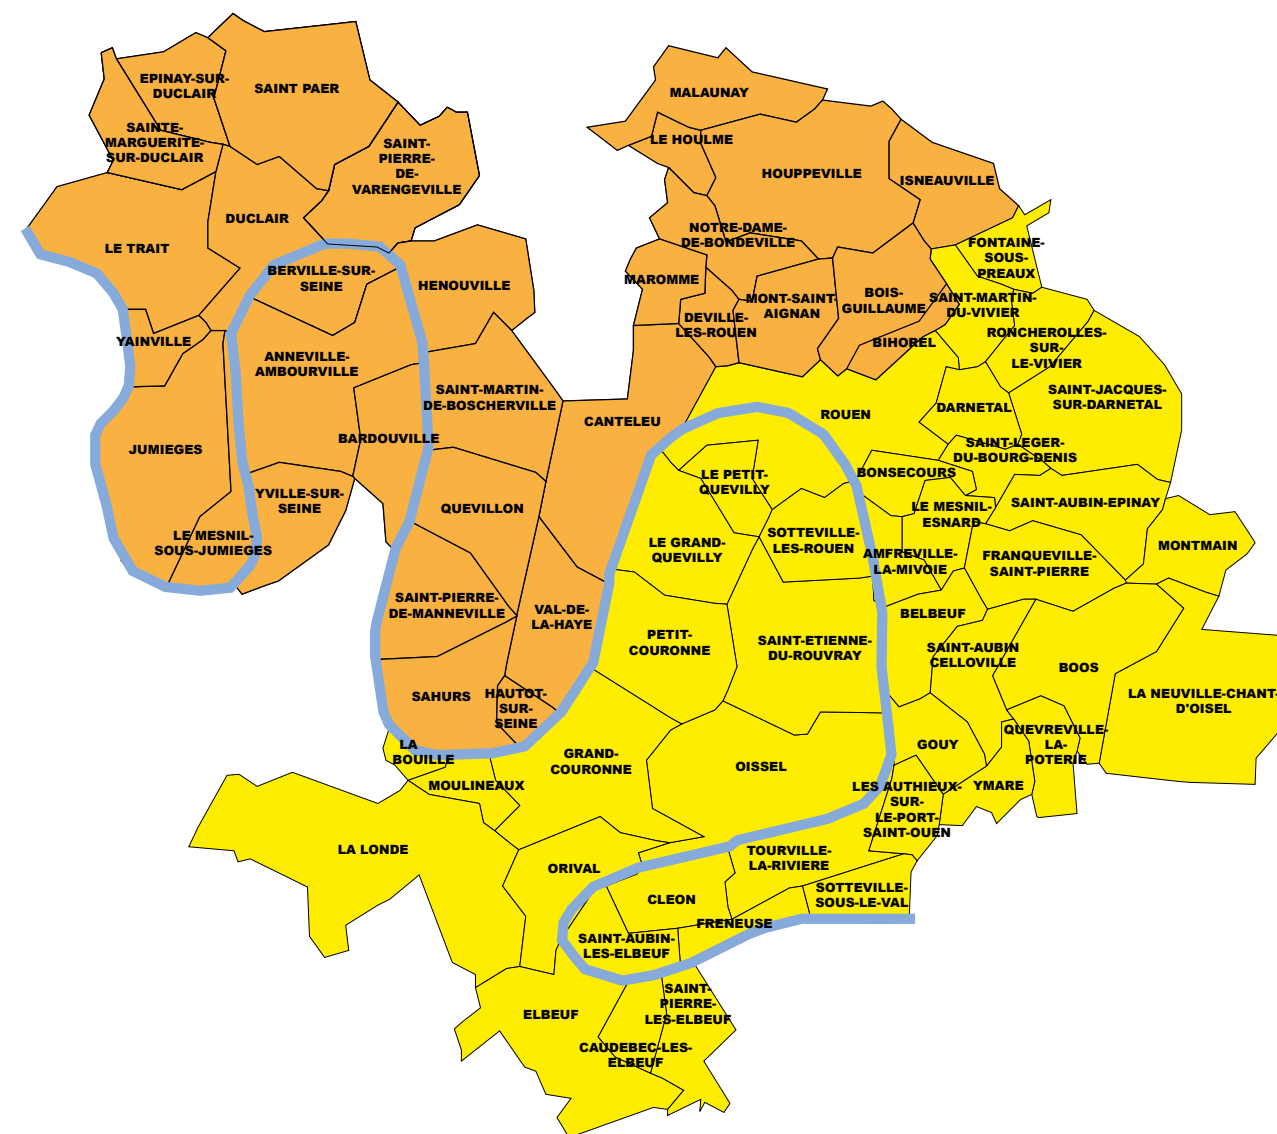 EPINAY-SUR-
DUCLAIR
SAINT PAER
SAINTE-
MARGUERITE-
SUR-DUCLAIR
SAINT-
PIERRE-
DE-
VARENGEVILLE
DUCLAIR
LE TRAIT
BERVILLE-SUR-
SEINE
HENOUVILLE
YAINVILLE
ANNEVILLE-
AMBOURVILLE
SAINT-MARTIN-
DE-BOSCHERVILLE
BARDOUVILLE
JUMIEGES
YVILLE-SUR-
SEINE
QUEVILLON
LE MESNIL-
SOUS-JUMIEGES
SAINT-PIERRE-
DE-MANNEVILLE
VAL-DE-
LA-HAYE
SAHURS
HAUTOT-
SUR-
SEINE
CANTELEU
MALAUNAY
LE HOULME
HOUPPEVILLE
ISNEAUVILLE
NOTRE-DAME-
DE-BONDEVILLE
MAROMME
MONT-SAINT-
AIGNAN
BOIS-
GUILLAUME
DEVILLE-
LES-ROUEN
BIHOREL
FONTAINE-
SOUS-
PREAUX
SAINT-MARTIN-
DU-VIVIER
RONCHEROLLES-
SUR-
LE-VIVIER
SAINT-JACQUES-
SUR-DARNETAL
DARNETAL
ROUEN
SAINT-LEGER-
DU-BOURG-DENIS
BONSECOURS
LE PETIT-
QUEVILLY
LE MESNIL-
ESNARD
SAINT-AUBIN-EPINAY
LE GRAND-
QUEVILLY
SOTTEVILLE-
LES-ROUEN
AMFREVILLE-
LA-MIVOIE
FRANQUEVILLE-
SAINT-PIERRE
MONTMAIN
BELBEUF
PETIT-
COURONNE
SAINT-ETIENNE-
DU-ROUVRAY
SAINT-AUBIN
CELLOVILLE
BOOS
LA NEUVILLE-CHANT-
D'OISEL
QUEVREVILLE-
LA-
POTERIE
GOUY
YMARE
LES AUTHIEUX-
SUR-
LE-PORT-
SAINT-OUEN
LA
BOUILLE
MOULINEAUX
GRAND-
COURONNE
OISSEL
LA LONDE
ORIVAL
TOURVILLE-
LA-RIVIERE
CLEON
SOTTEVILLE-
SOUS-LE-VAL
FRENEUSE
SAINT-AUBIN-
LES-ELBEUF
ELBEUF
SAINT-
PIERRE-
LES-ELBEUF
CAUDEBEC-LES-
ELBEUF